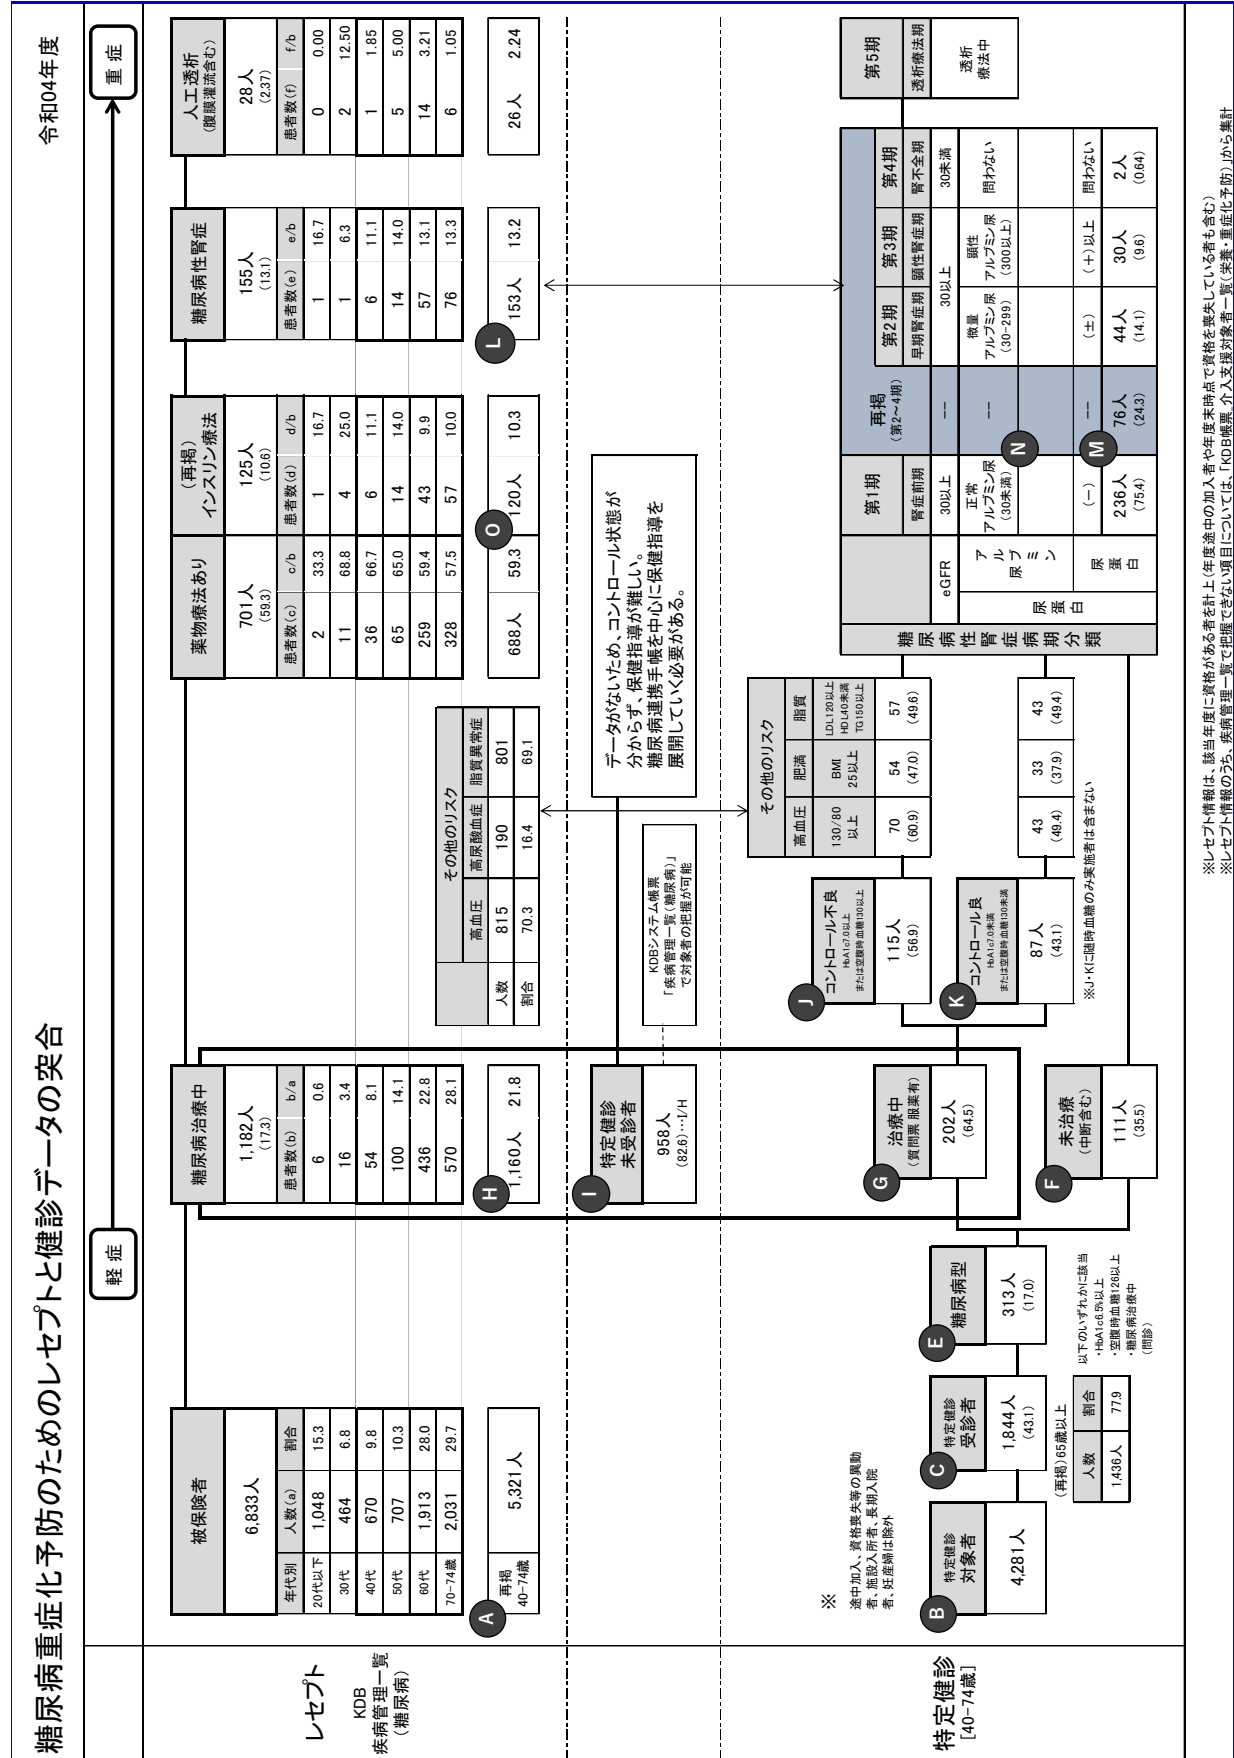 糖尿病重症化予防のためのレセプトと健診データの突合
令和04年度
軽症
重症
レセプト
KDB
疾病管理一覧
（糖尿病）
被保険者
6,833人
年代別 人数(a) 割合
20代以下 1,048 15.3
30代 464 6.8
40代 670 9.8
50代 707 10.3
60代 1,913 28.0
70-74歳 2,031 29.7
A
再掲
40-74歳
5,321人
糖尿病治療中
1,182人
(17.3)
患者数(b) b/a
6 0.6
16 3.4
54 8.1
100 14.1
436 22.8
570 28.1
H
1,160人 21.8
その他のリスク
高血圧 高尿酸血症 脂質異常症
人数 815 190 801
割合 70.3 16.4 69.1
薬物療法あり
701人
(59.3)
患者数(c) c/b
2 33.3
11 68.8
36 66.7
65 65.0
259 59.4
328 57.5
688人 59.3
（再掲）
インスリン療法
125人
(10.6)
患者数(d) d/b
1 16.7
4 25.0
6 11.1
14 14.0
43 9.9
57 10.0
O
120人 10.3
糖尿病性腎症
155人
(13.1)
患者数(e) e/b
1 16.7
1 6.3
6 11.1
14 14.0
57 13.1
76 13.3
L
153人 13.2
人工透析
（腹膜灌流含む）
28人
(2.37)
患者数(f) f/b
0 0.00
2 12.50
1 1.85
5 5.00
14 3.21
6 1.05
26人 2.24
I
特定健診
未受診者
958人
(82.6)…I/H
KDBシステム帳票
「疾病管理一覧（糖尿病）」
で対象者の把握が可能
データがないため、コントロール状態が
分からず、保健指導が難しい。
糖尿病連携手帳を中心に保健指導を
展開していく必要がある。
特定健診
[40-74歳]
※
途中加入、資格喪失等の異動
者、施設入所者、長期入院
者、妊産婦は除外
B
特定健診
対象者
4,281人
C
特定健診
受診者
1,844人
(43.1)
（再掲）65歳以上
人数 割合
1,436人 77.9
E
糖尿病型
313人
(17.0)
以下のいずれかに該当
・HbA1c6.5%以上
・空腹時血糖126以上
・糖尿病治療中
（問診）
G
治療中
（質問票 服薬有）
202人
(64.5)
F
未治療
（中断含む）
111人
(35.5)
J
コントロール不良
HbA1c7.0以上
または空腹時血糖130以上
115人
(56.9)
K
コントロール良
HbA1c7.0未満
または空腹時血糖130未満
87人
(43.1)
※J・Kに随時血糖のみ実施者は含まない
その他のリスク
高血圧 肥満 脂質
130/80
以上
BMI
25以上
LDL120以上
HDL40未満
TG150以上
70 54 57
(60.9) (47.0) (49.6)
43 33 43
(49.4) (37.9) (49.4)
糖尿病性腎症病期分類
第1期 再掲 第2期 第3期 第4期
（第2～4期）
腎症前期 早期腎症期 顕性腎症期 腎不全期
eGFR 30以上 -- 30以上 30未満
尿蛋白
尿アルブミン
正常
アルブミン尿
（30未満）
--
微量
アルブミン尿
（30-299）
顕性
アルブミン尿
（300以上）
問わない
N
尿蛋白
（－） -- （±） （＋）以上 問わない
M
236人 76人 44人 30人 2人
(75.4) (24.3) (14.1) (9.6) (0.64)
第5期
透析療法期
透析
療法中
※レセプト情報は、該当年度に資格がある者を計上（年度途中の加入者や年度末時点で資格を喪失している者も含む）
※レセプト情報のうち、疾病管理一覧で把握できない項目については、「KDB帳票_介入支援対象者一覧（栄養・重症化予防）」から集計